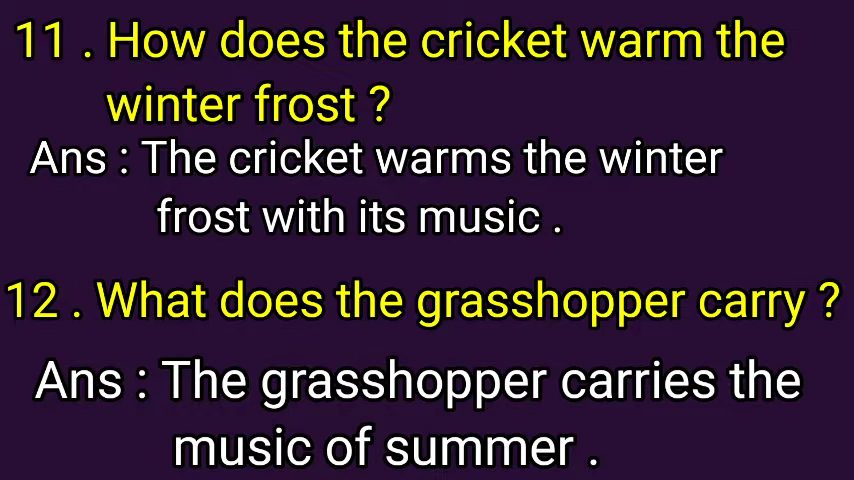 11 . How does the cricket warm the
winter frost ?
Ans : The cricket warms the winter
frost with its music .
12 . What does the grasshopper carry ?
Ans : The grasshopper carries the
music of summer .